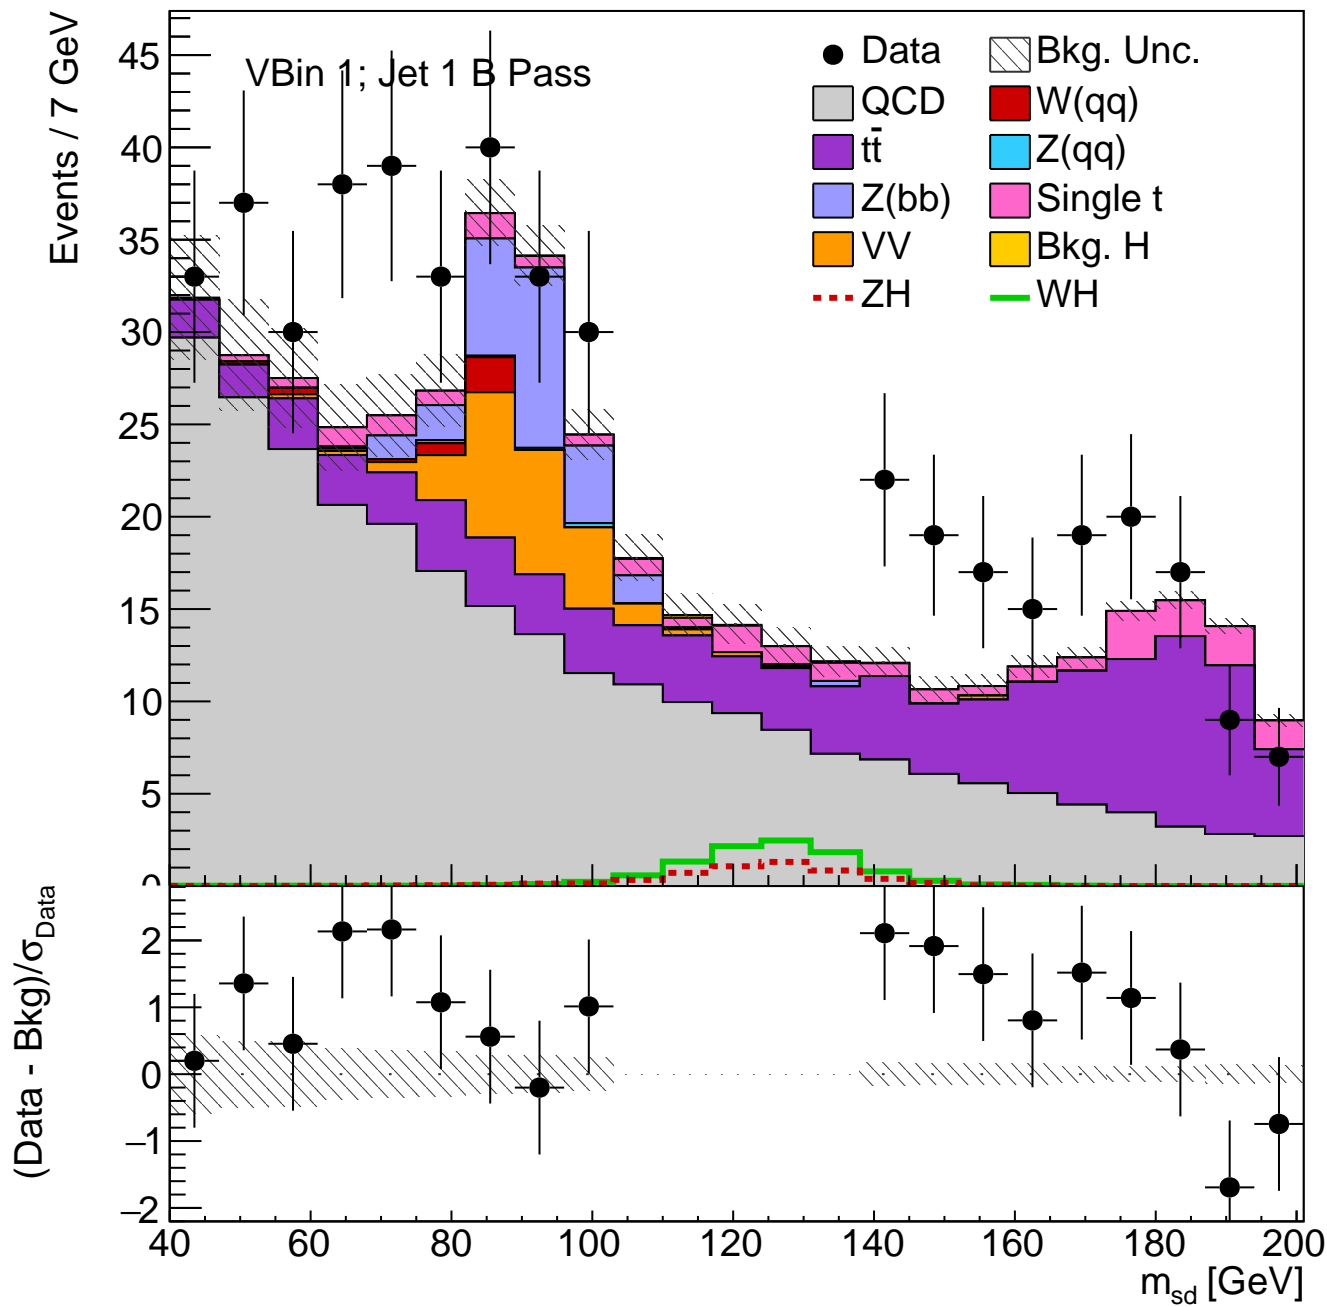 Events / 7 GeV
VBin 1; Jet 1 B Pass
Data
Bkg. Unc.
QCD
W(qq)
tt̄
Z(qq)
Z(bb)
Single t
VV
Bkg. H
ZH
WH
45
40
35
30
25
20
15
10
5
0
(Data - Bkg)/σ_Data
2
1
0
−1
−2
40 60 80 100 120 140 160 180 200
m_sd [GeV]